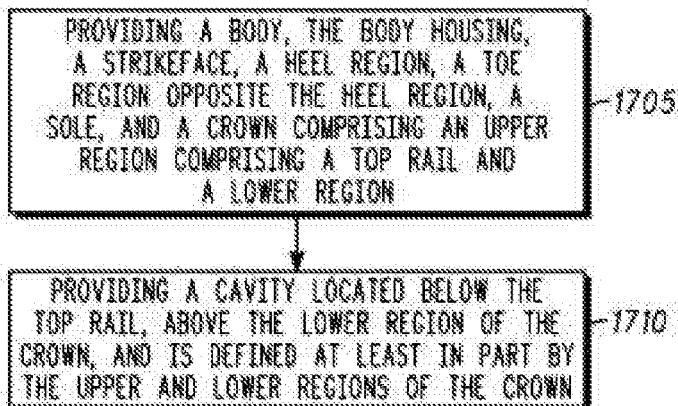 PROVIDING A BODY, THE BODY HOUSING,
A STRIKEFACE, A HEEL REGION, A TOE
REGION OPPOSITE THE HEEL REGION, A
SOLE, AND A CROWN COMPRISING AN UPPER
REGION COMPRISING A TOP RAIL AND
A LOWER REGION
1705
PROVIDING A CAVITY LOCATED BELOW THE
TOP RAIL, ABOVE THE LOWER REGION OF THE
CROWN, AND IS DEFINED AT LEAST IN PART BY
THE UPPER AND LOWER REGIONS OF THE CROWN
1710